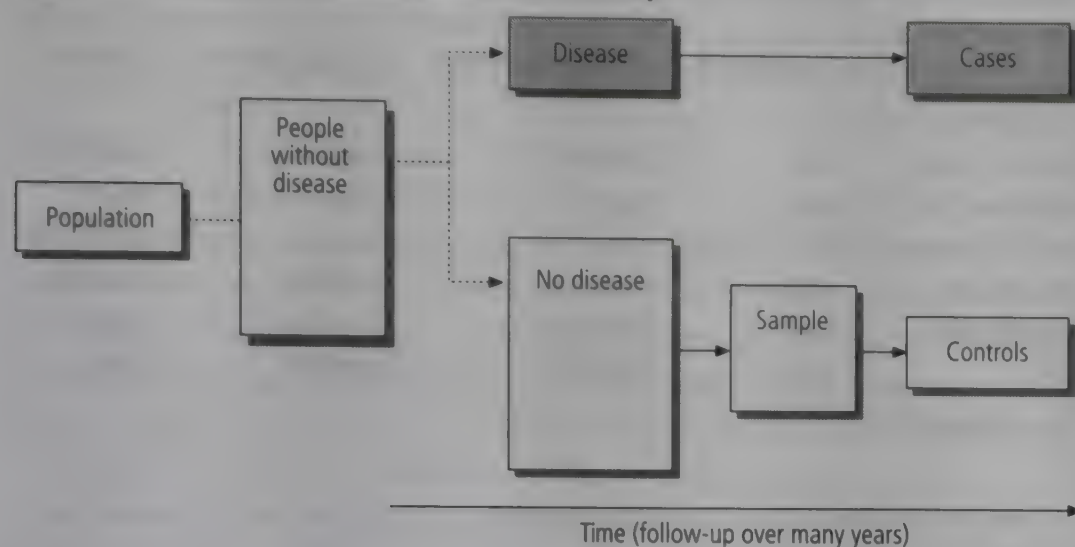 Disease
Cases
People
without
disease
Population
No disease
Sample
Controls
Time (follow-up over many years)